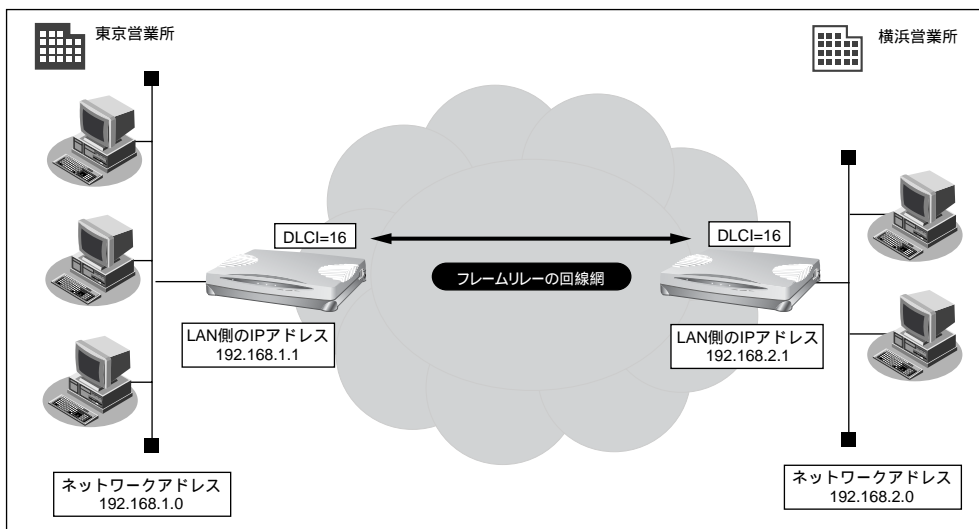 東京営業所
横浜営業所
DLCI=16
DLCI=16
フレームリレーの回線網
LAN側のIPアドレス
192.168.1.1
LAN側のIPアドレス
192.168.2.1
ネットワークアドレス
192.168.1.0
ネットワークアドレス
192.168.2.0